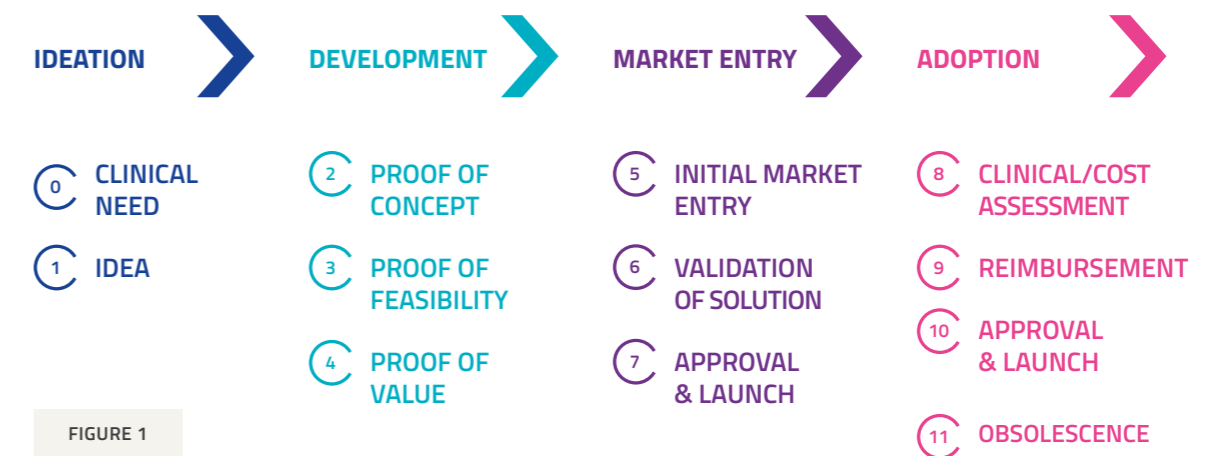 IDEATION
DEVELOPMENT
MARKET ENTRY
ADOPTION
0 CLINICAL
NEED
1 IDEA
2 PROOF OF
CONCEPT
3 PROOF OF
FEASIBILITY
4 PROOF OF
VALUE
5 INITIAL MARKET
ENTRY
6 VALIDATION
OF SOLUTION
7 APPROVAL
& LAUNCH
8 CLINICAL/COST
ASSESSMENT
9 REIMBURSEMENT
10 APPROVAL
& LAUNCH
11 OBSOLESCENCE
FIGURE 1